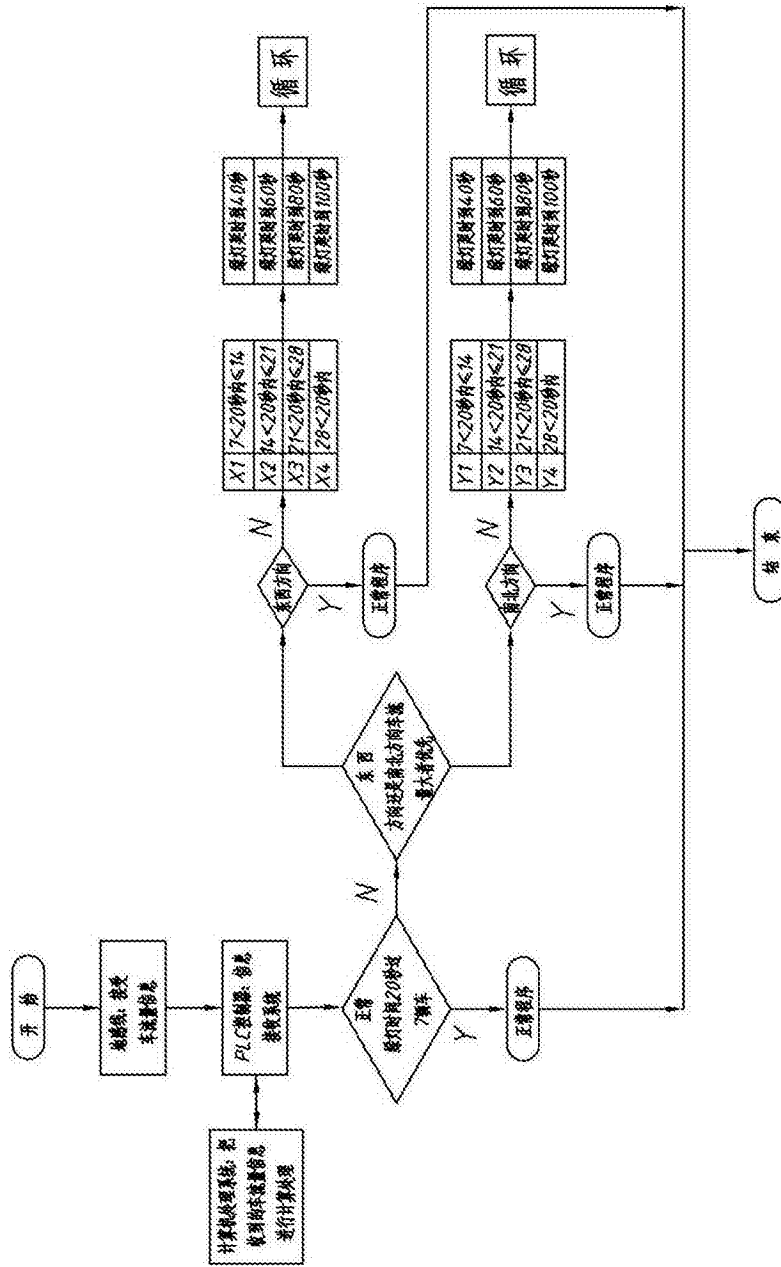 开 始
地感线：接受
车流量信息
计算机处理系统：把
收到的车流量信息
进行计算处理
PLC控制器：信息
接收系统
正常
绿灯时间20秒过
7辆车
Y
正常程序
N
东 西
方向还是南北方向车流
量大者优先
东西方向
Y
正常程序
N
X1 7<20秒内≤14
X2 14<20秒内≤21
X3 21<20秒内≤28
X4 28<20秒内
绿灯延时到40秒
绿灯延时到60秒
绿灯延时到80秒
绿灯延时到100秒
循 环
南北方向
Y
正常程序
N
Y1 7<20秒内≤14
Y2 14<20秒内≤21
Y3 21<20秒内≤28
Y4 28<20秒内
绿灯延时到40秒
绿灯延时到60秒
绿灯延时到80秒
绿灯延时到100秒
循 环
结 束